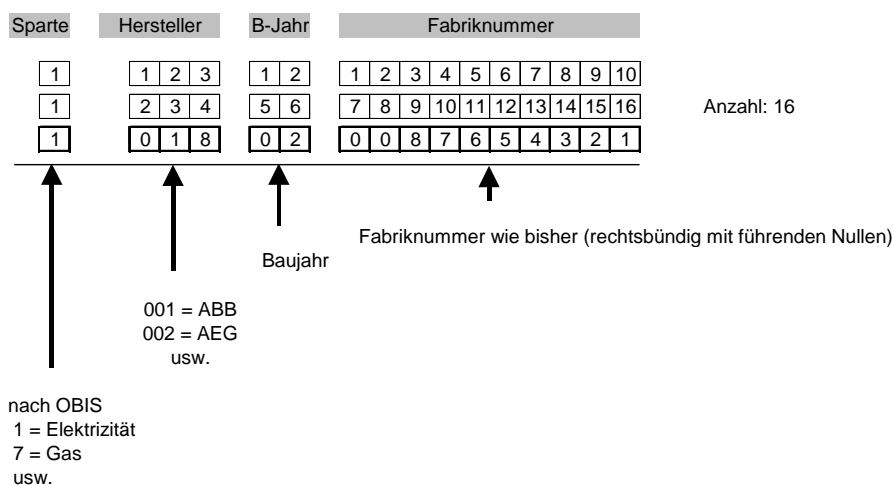 Sparte Hersteller B-Jahr Fabriknummer
1 1 2 3 1 2 1 2 3 4 5 6 7 8 9 10
1 2 3 4 5 6 7 8 9 10 11 12 13 14 15 16 Anzahl: 16
1 0 1 8 0 2 0 0 8 7 6 5 4 3 2 1
Fabriknummer wie bisher (rechtsbündig mit führenden Nullen)
Baujahr
001 = ABB
002 = AEG
usw.
nach OBIS
1 = Elektrizität
7 = Gas
usw.